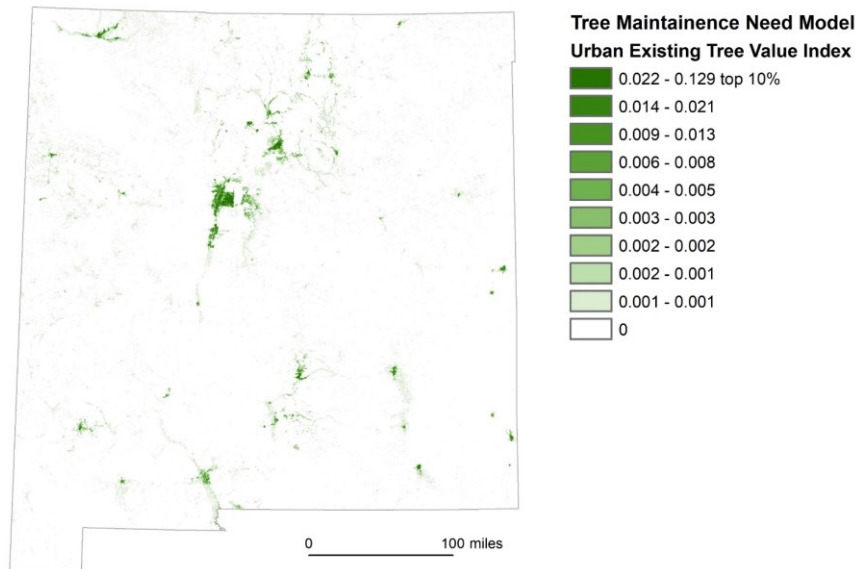 Tree Maintainence Need Model
Urban Existing Tree Value Index
0.022 - 0.129 top 10%
0.014 - 0.021
0.009 - 0.013
0.006 - 0.008
0.004 - 0.005
0.003 - 0.003
0.002 - 0.002
0.002 - 0.001
0.001 - 0.001
0
0 100 miles